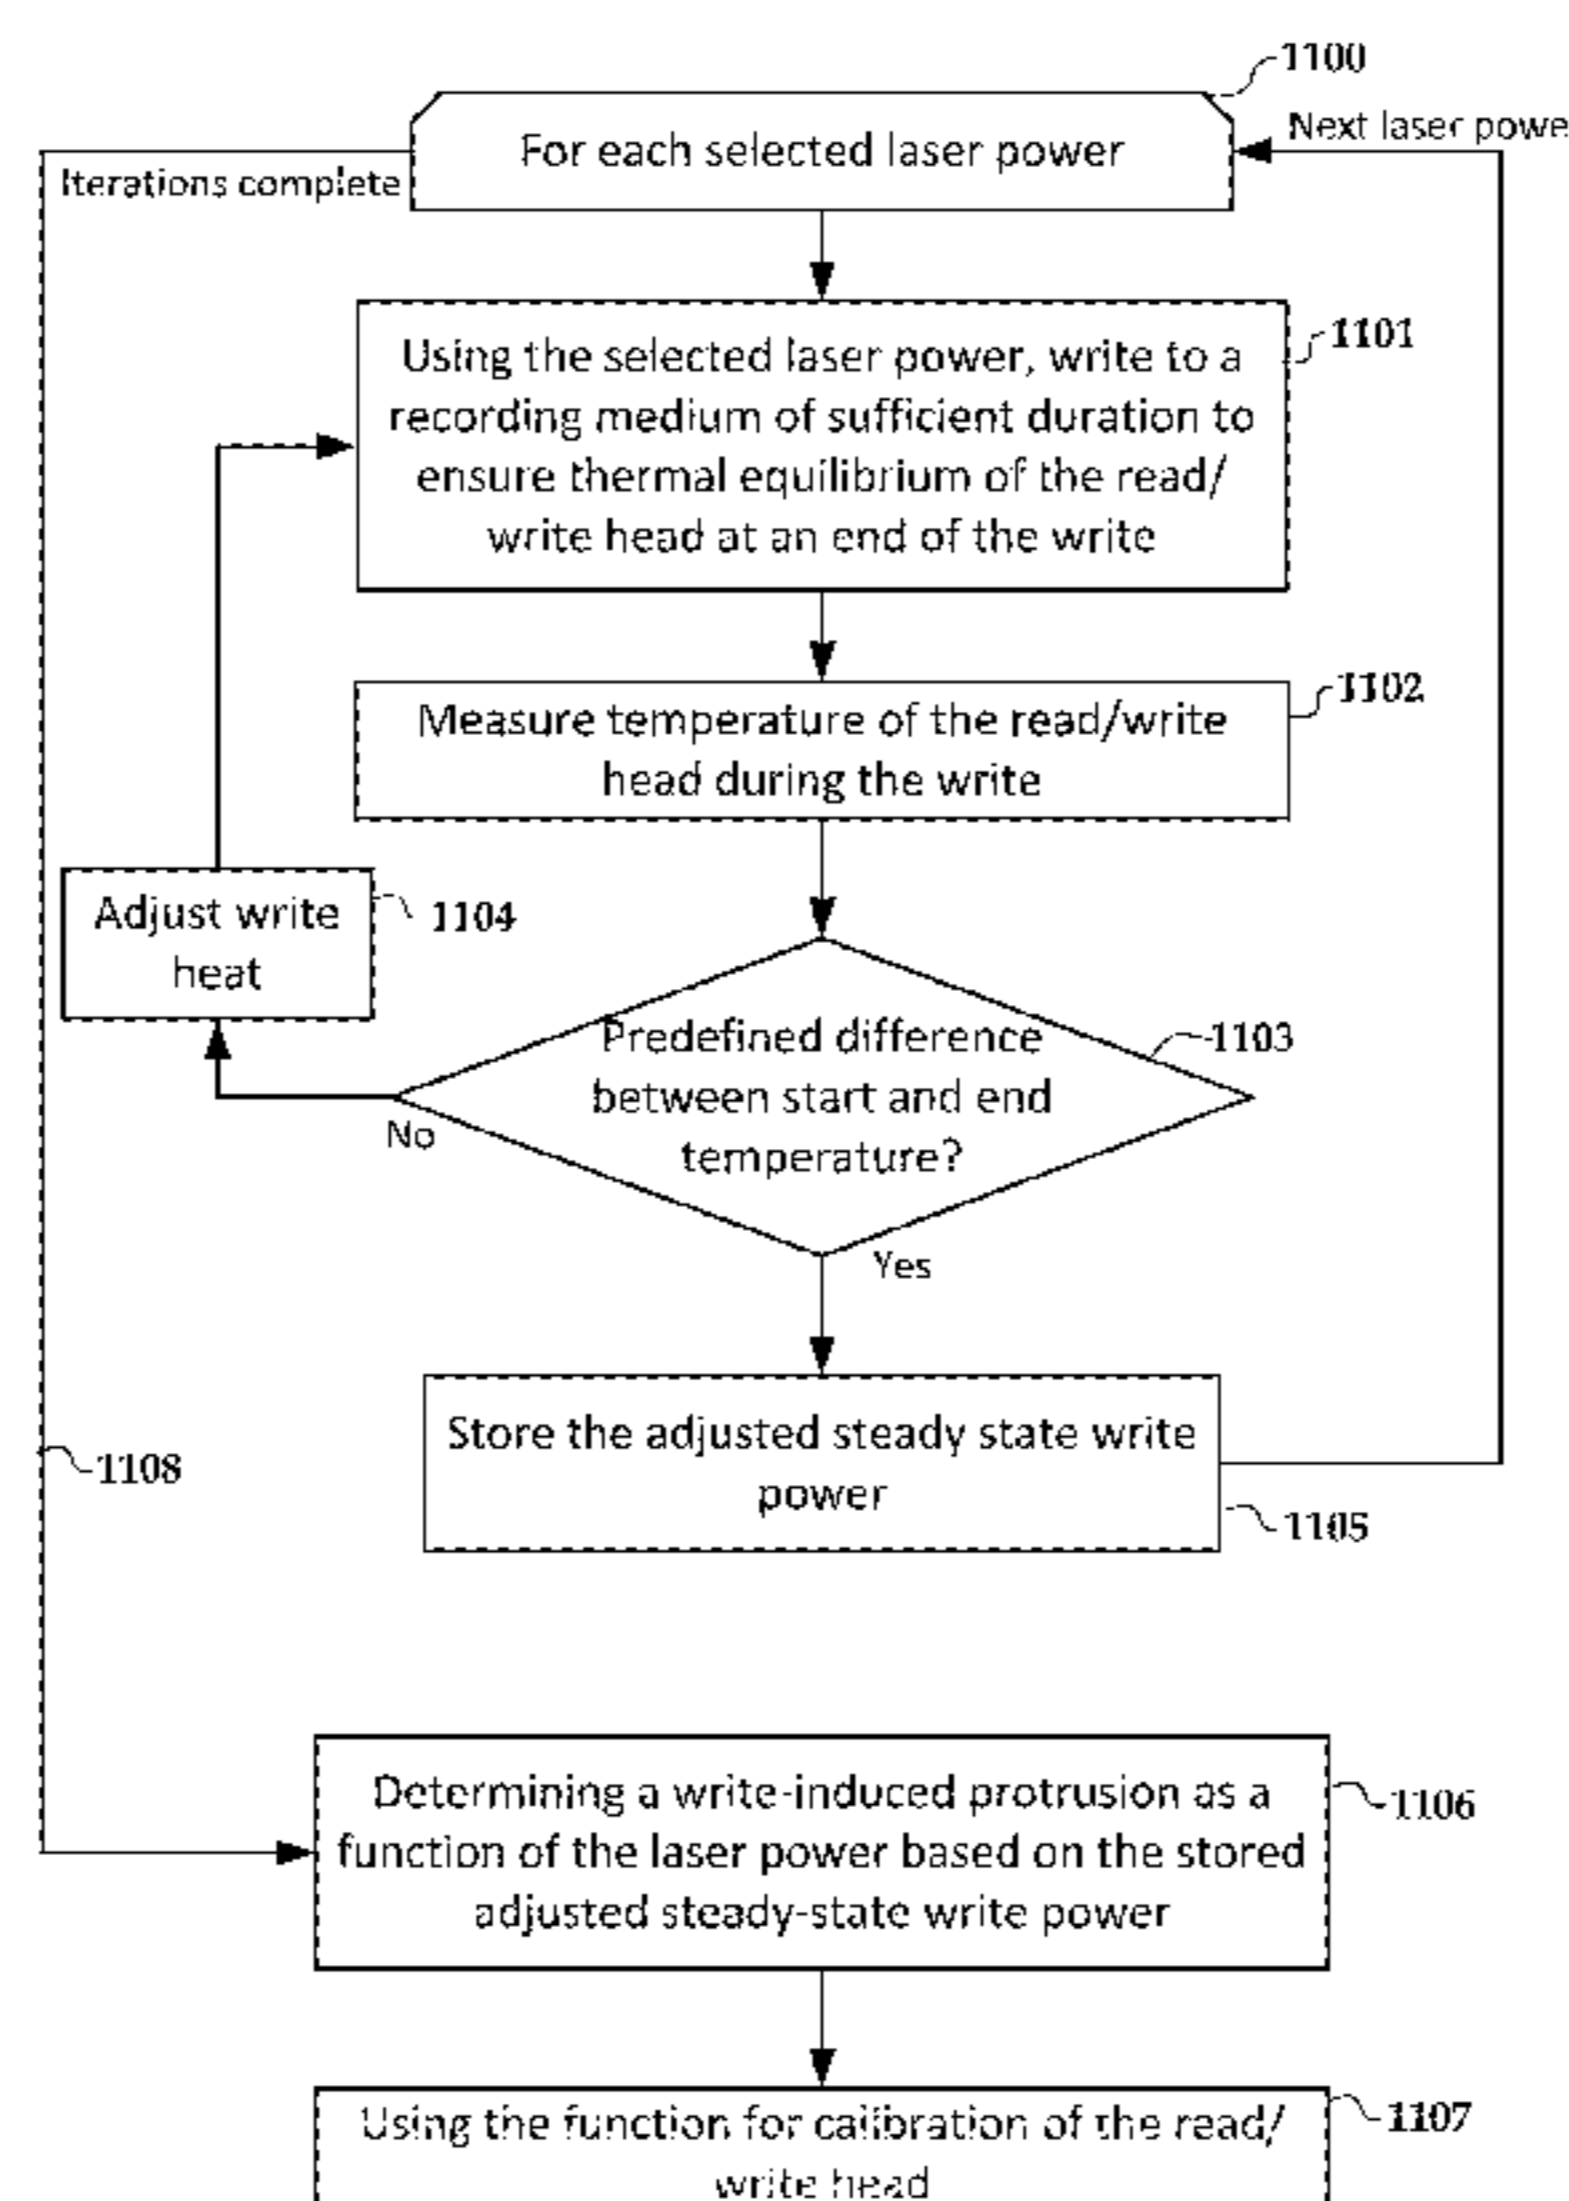 1100
For each selected laser power
Next laser powe
Iterations complete
Using the selected laser power, write to a
recording medium of sufficient duration to
ensure thermal equilibrium of the read/
write head at an end of the write
1101
Measure temperature of the read/write
head during the write
1102
Adjust write
heat
1104
Predefined difference
between start and end
temperature?
1103
No
Yes
Store the adjusted steady state write
power
1105
1108
Determining a write-induced protrusion as a
function of the laser power based on the stored
adjusted steady-state write power
1106
Using the function for calibration of the read/
write head
1107